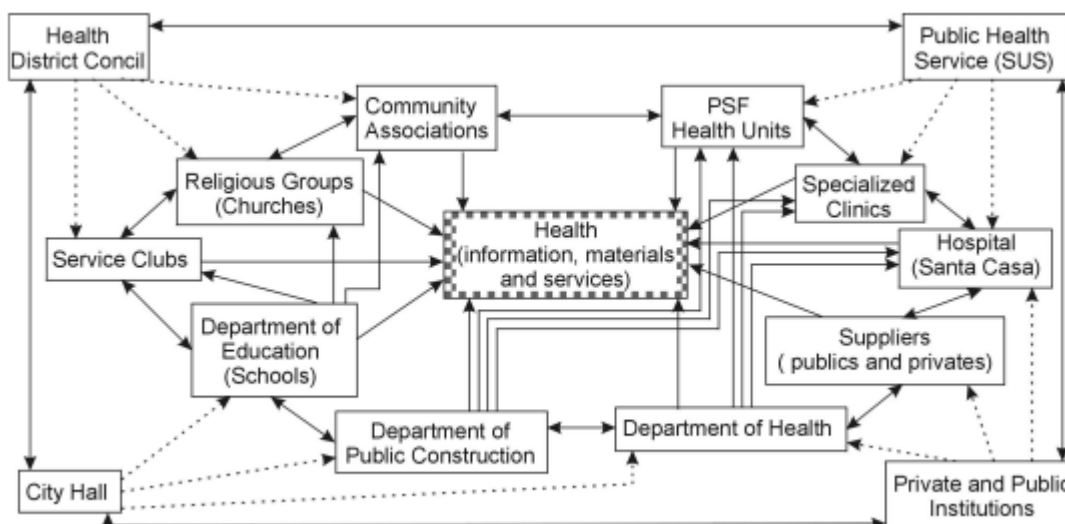 Health
District Concil
Public Health
Service (SUS)
Community
Associations
PSF
Health Units
Religious Groups
(Churches)
Specialized
Clinics
Health
(information, materials
and services)
Service Clubs
Hospital
(Santa Casa)
Department of
Education
(Schools)
Suppliers
( publics and privates)
Department of
Public Construction
Department of Health
City Hall
Private and Public
Institutions